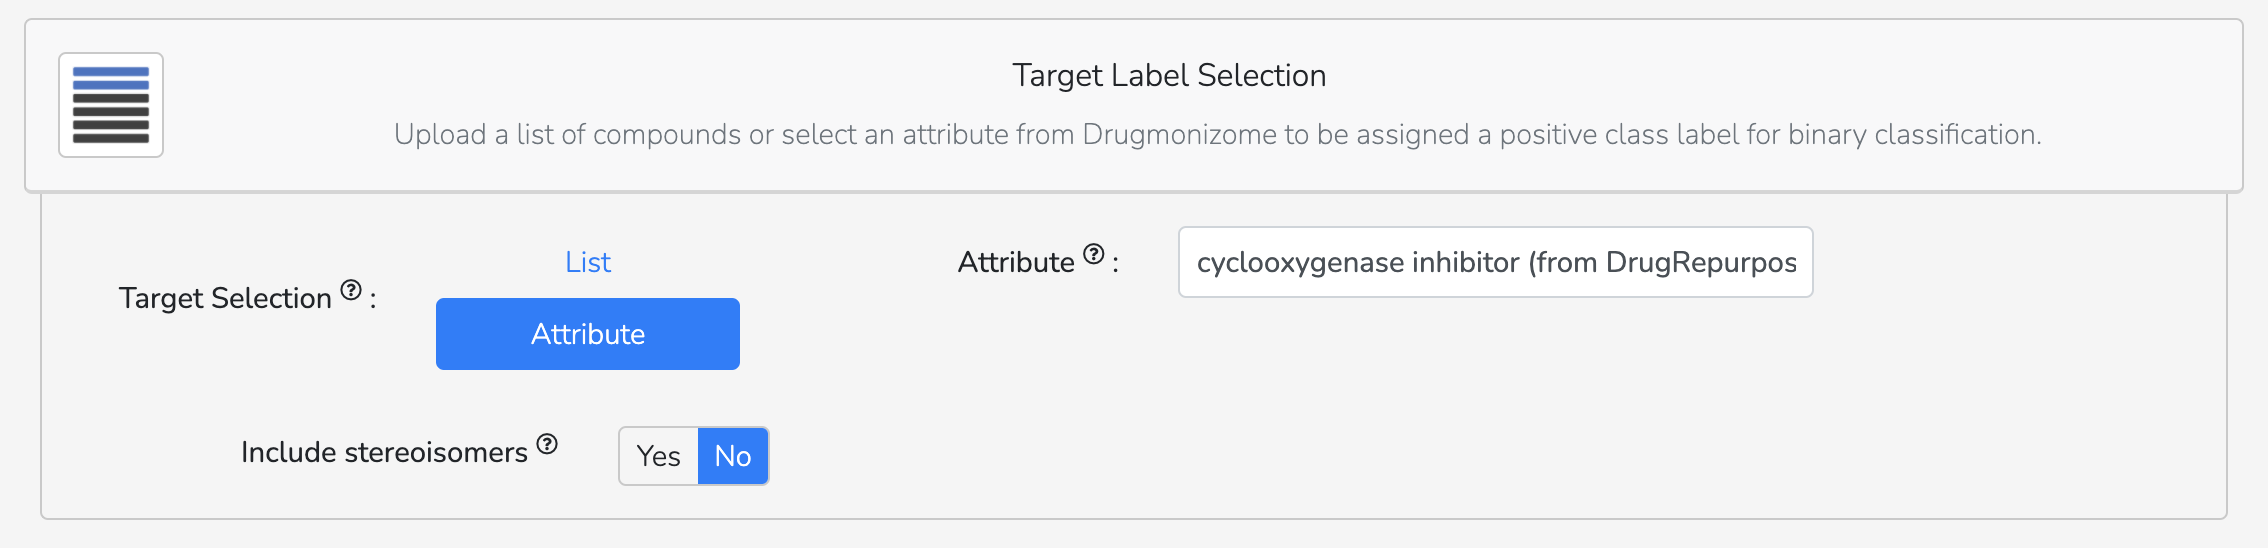 Target Label Selection
Upload a list of compounds or select an attribute from Drugmonizome to be assigned a positive class label for binary classification.
Target Selection ? :
List
Attribute
Attribute ? :
cyclooxygenase inhibitor (from DrugRepurpos
Include stereoisomers ?
Yes No